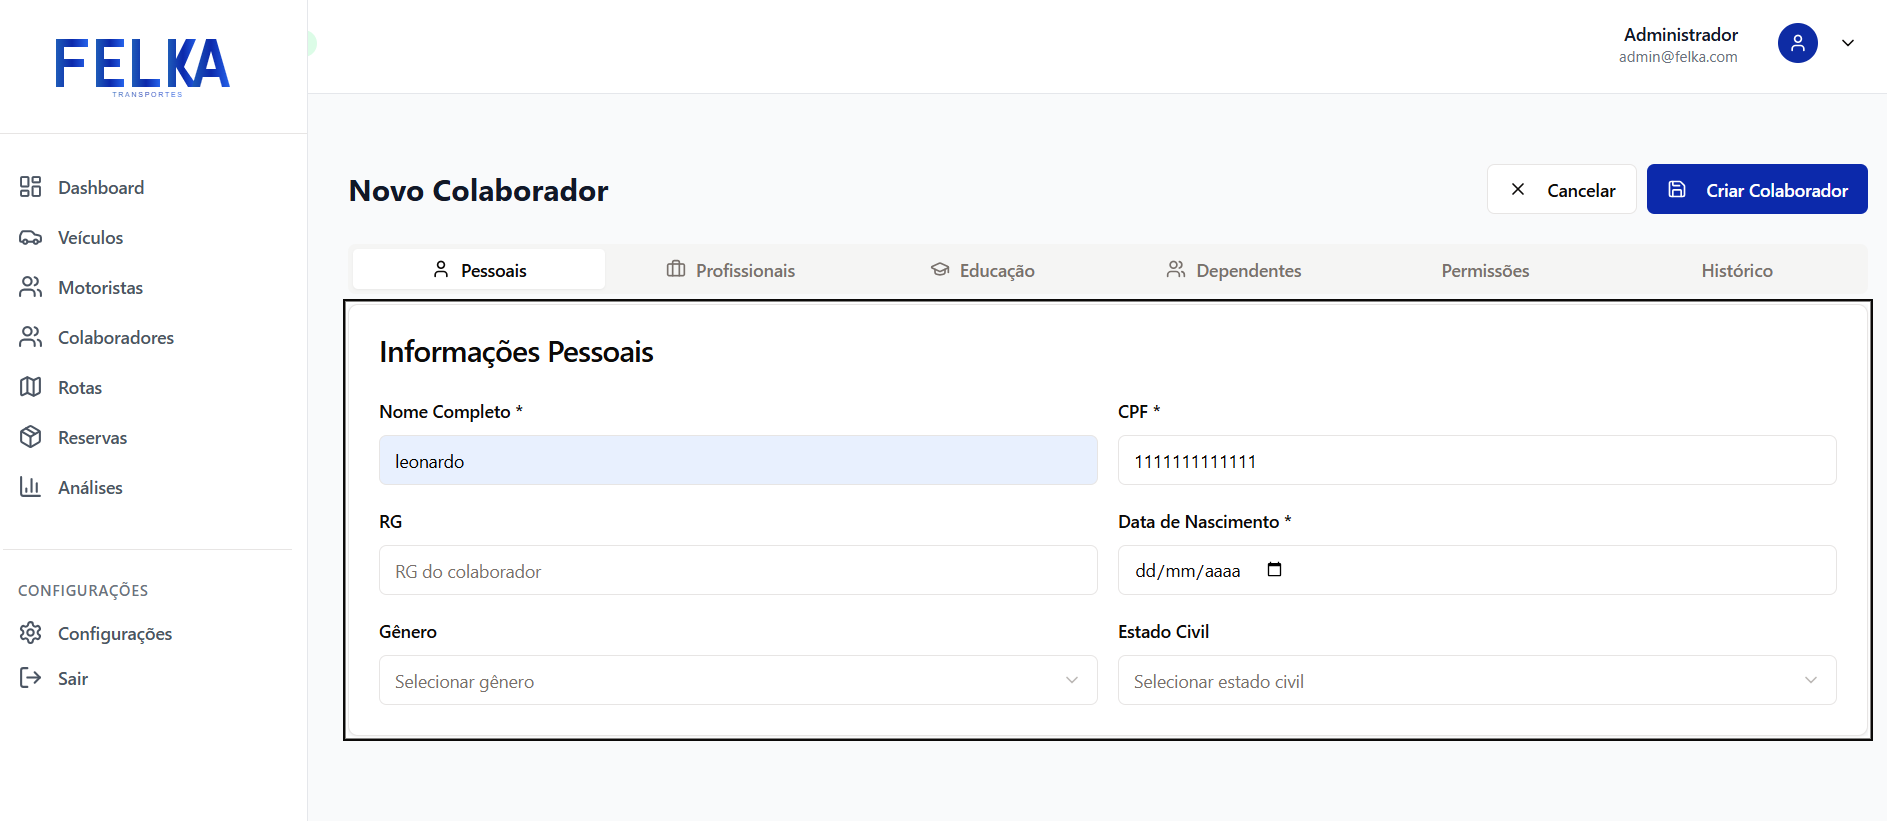 FELKA
TRANSPORTES
Administrador
admin@felka.com
Dashboard
Veículos
Motoristas
Colaboradores
Rotas
Reservas
Análises
CONFIGURAÇÕES
Configurações
Sair
Novo Colaborador
Cancelar
Criar Colaborador
Pessoais
Profissionais
Educação
Dependentes
Permissões
Histórico
Informações Pessoais
Nome Completo *
CPF *
leonardo
1111111111111
RG
Data de Nascimento *
RG do colaborador
dd/mm/aaaa
Gênero
Estado Civil
Selecionar gênero
Selecionar estado civil